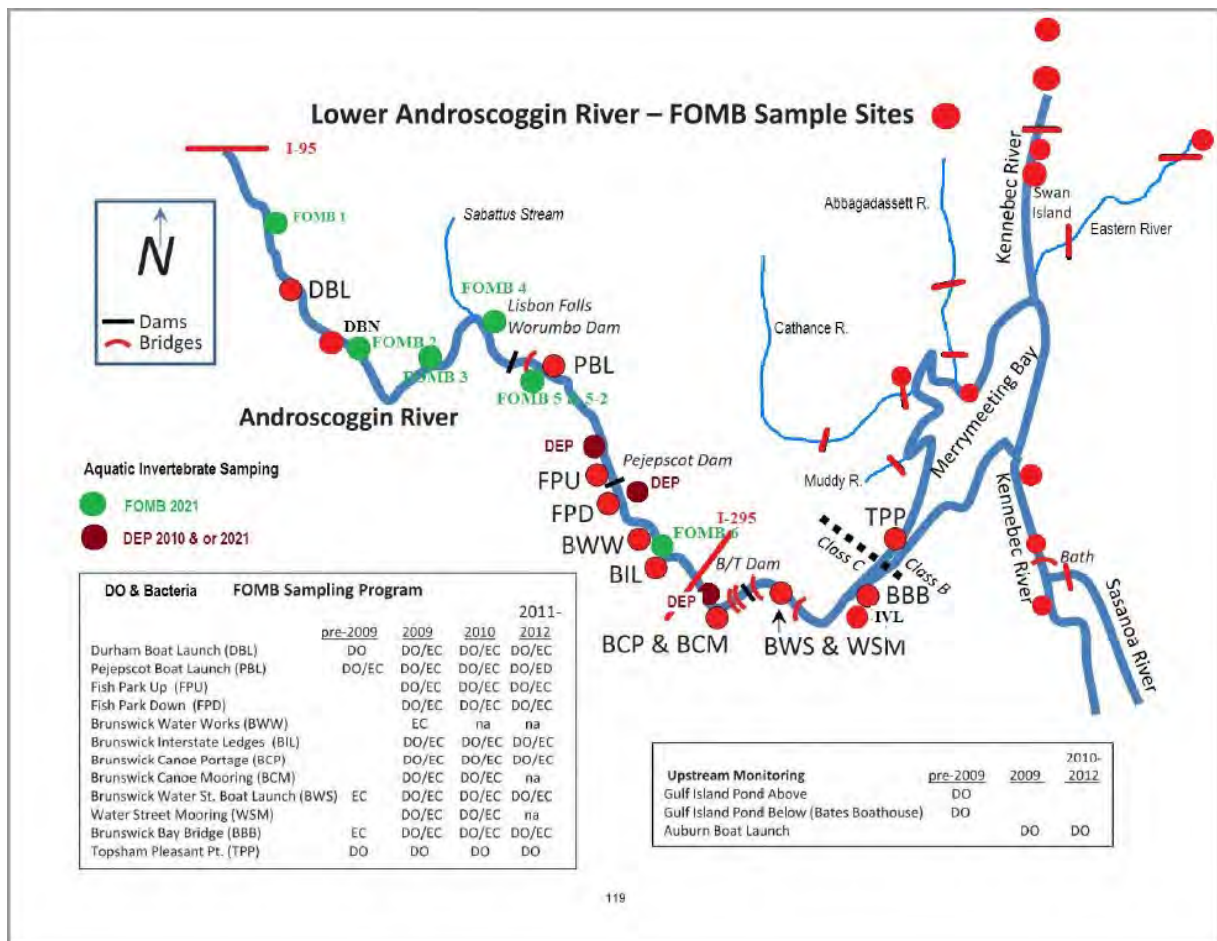 Lower Androscoggin River – FOMB Sample Sites
I-95
N
Dams
Bridges
FOMB 1
DBL
DBN
FOMB 2
FOMB 3
Androscoggin River
Sabattus Stream
FOMB 4
Lisbon Falls
Worumbo Dam
PBL
FOMB 5 & 5-2
DEP
Pejepscot Dam
FPU
DEP
FPD
BWW
FOMB 6
I-295
BIL
B/T Dam
DEP
BCP & BCM
BWS & WSM
TPP
Class C
Class B
BBB
IVL
Abbagadassett R.
Cathance R.
Muddy R.
Merrymeeting Bay
Kennebec River
Swan
Island
Eastern River
Kennebec River
Bath
Sasanoa River
Aquatic Invertebrate Samping
FOMB 2021
DEP 2010 & or 2021
DO & Bacteria FOMB Sampling Program
2011-
pre-2009 2009 2010 2012
Durham Boat Launch (DBL) DO DO/EC DO/EC DO/EC
Pejepscot Boat Launch (PBL) DO/EC DO/EC DO/EC DO/ED
Fish Park Up (FPU) DO/EC DO/EC DO/EC
Fish Park Down (FPD) DO/EC DO/EC DO/EC
Brunswick Water Works (BWW) EC na na
Brunswick Interstate Ledges (BIL) DO/EC DO/EC DO/EC
Brunswick Canoe Portage (BCP) DO/EC DO/EC DO/EC
Brunswick Canoe Mooring (BCM) DO/EC DO/EC na
Brunswick Water St. Boat Launch (BWS) EC DO/EC DO/EC DO/EC
Water Street Mooring (WSM) DO/EC DO/EC na
Brunswick Bay Bridge (BBB) EC DO/EC DO/EC DO/EC
Topsham Pleasant Pt. (TPP) DO DO DO DO
2010-
Upstream Monitoring pre-2009 2009 2012
Gulf Island Pond Above DO
Gulf Island Pond Below (Bates Boathouse) DO
Auburn Boat Launch DO DO
119